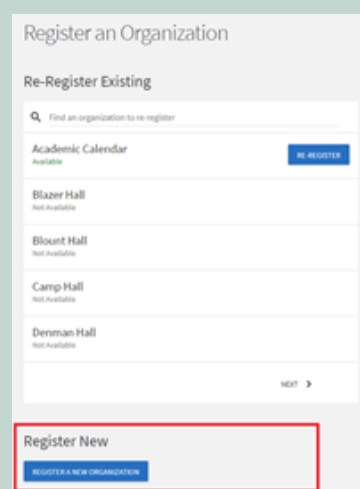 Register an Organization
Re-Register Existing
Find an organization to re-register
Academic Calendar
Available
RE-REGISTER
Blazer Hall
Not Available
Blount Hall
Not Available
Camp Hall
Not Available
Denman Hall
Not Available
NEXT
Register New
REGISTER A NEW ORGANIZATION